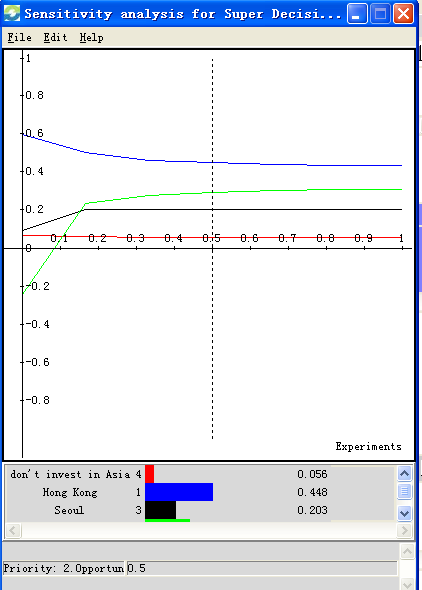 Sensitivity analysis for Super Decisi...
File Edit Help
1
0.8
0.6
0.4
0.2
0.1 0.2 0.3 0.4 0.5 0.6 0.7 0.8 0.9 1
0
-0.2
-0.4
-0.6
-0.8
Experiments
don't invest in Asia 4 0.056
Hong Kong 1 0.448
Seoul 3 0.203
Priority: 2.Opportun 0.5